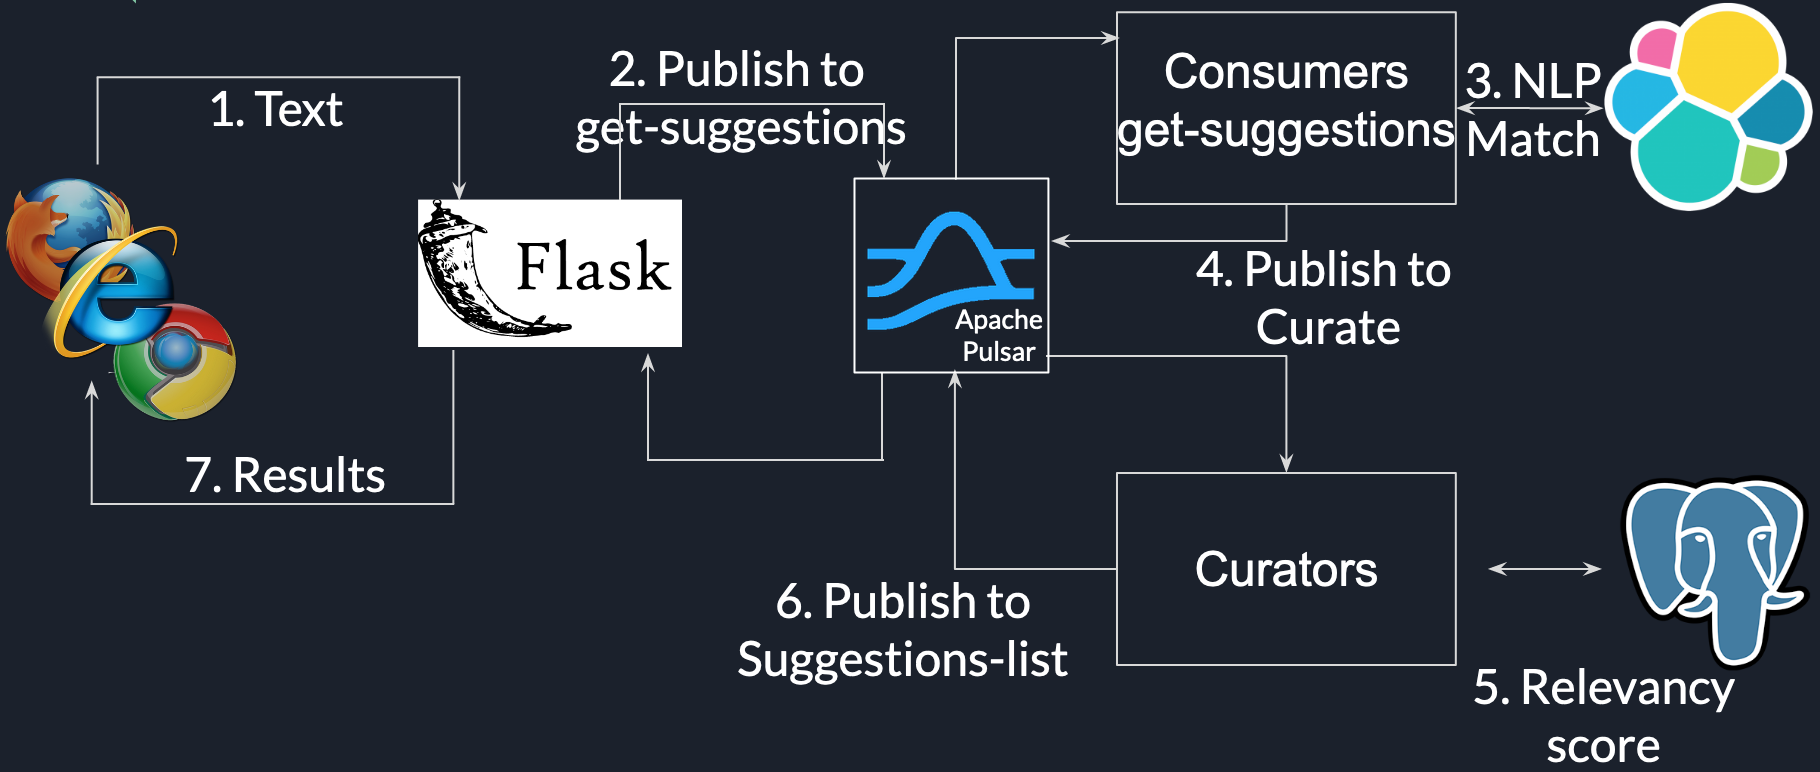 1. Text
2. Publish to
get-suggestions
Consumers
get-suggestions
3. NLP
Match
Flask
Apache
Pulsar
4. Publish to
Curate
7. Results
6. Publish to
Suggestions-list
Curators
5. Relevancy
score